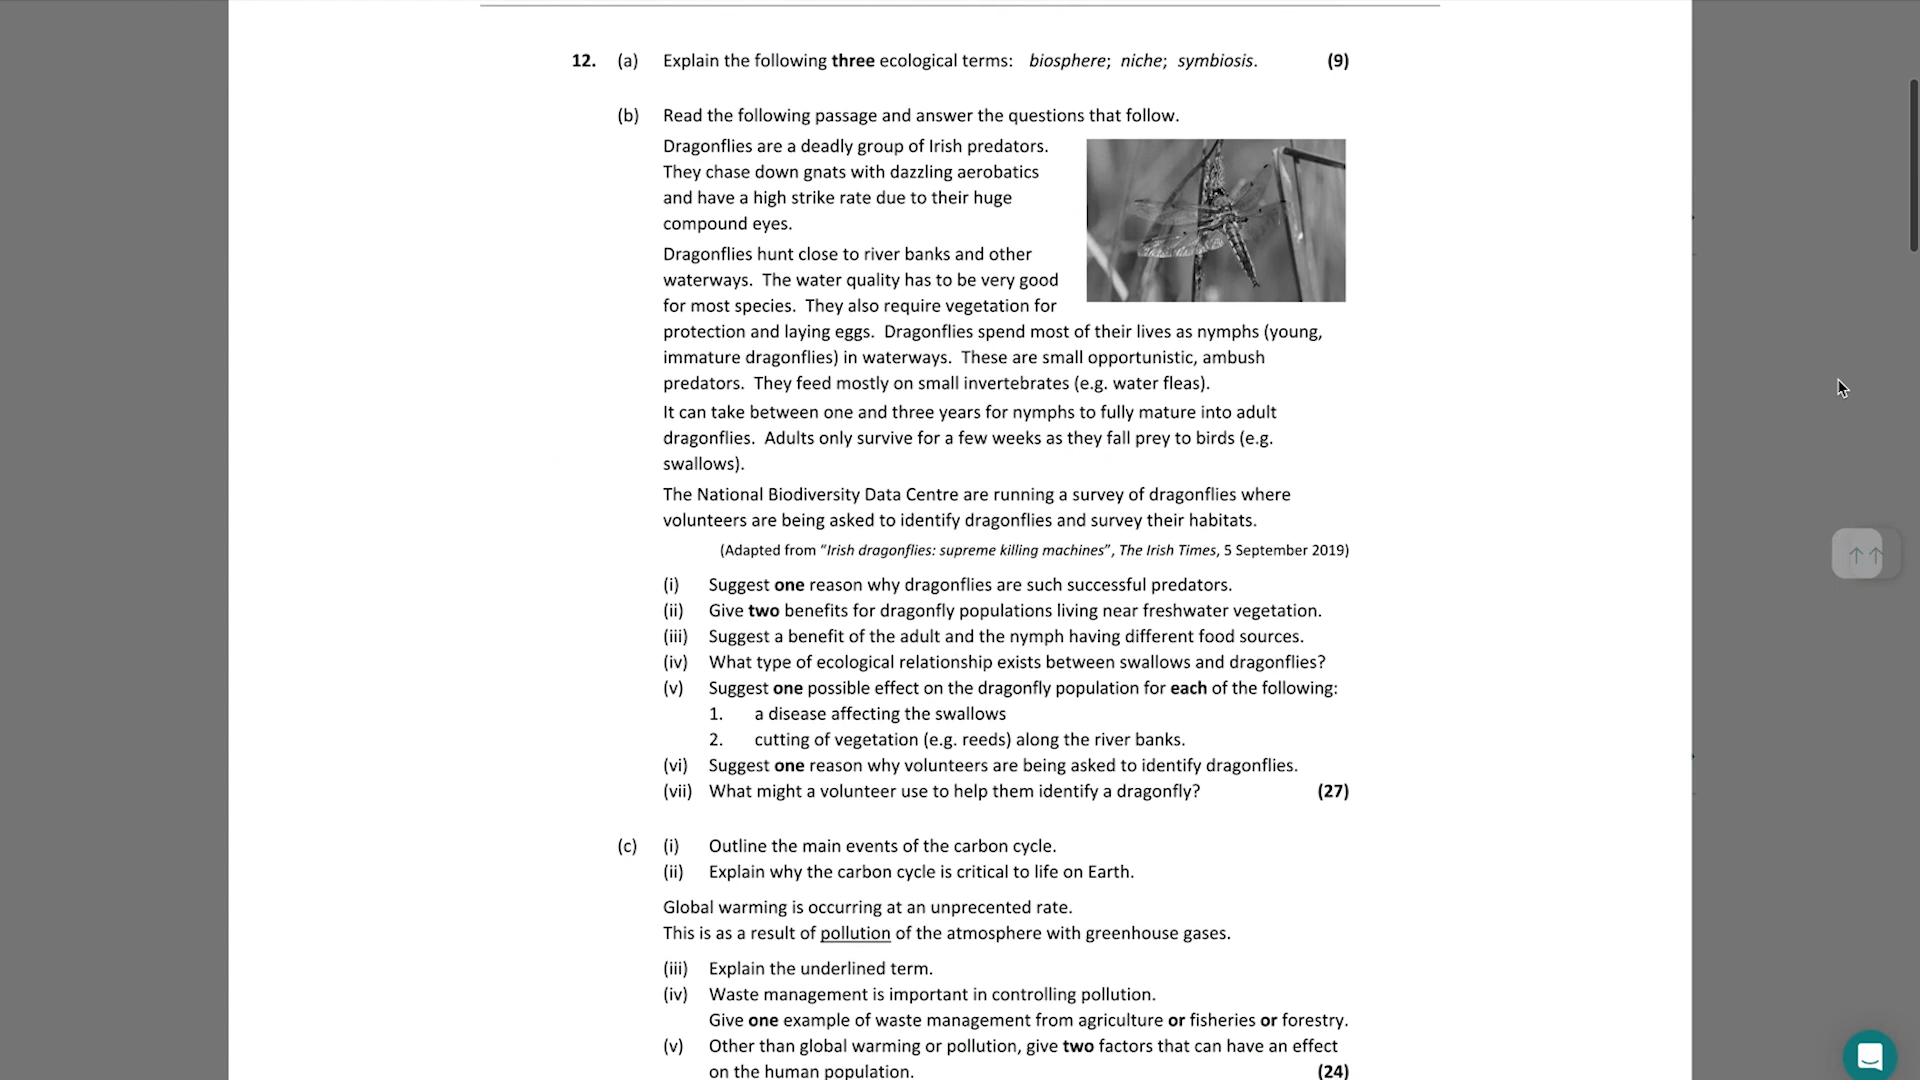 12. (a) Explain the following three ecological terms: biosphere; niche; symbiosis. (9)
(b) Read the following passage and answer the questions that follow.
Dragonflies are a deadly group of Irish predators.
They chase down gnats with dazzling aerobatics
and have a high strike rate due to their huge
compound eyes.
Dragonflies hunt close to river banks and other
waterways. The water quality has to be very good
for most species. They also require vegetation for
protection and laying eggs. Dragonflies spend most of their lives as nymphs (young,
immature dragonflies) in waterways. These are small opportunistic, ambush
predators. They feed mostly on small invertebrates (e.g. water fleas).
It can take between one and three years for nymphs to fully mature into adult
dragonflies. Adults only survive for a few weeks as they fall prey to birds (e.g.
swallows).
The National Biodiversity Data Centre are running a survey of dragonflies where
volunteers are being asked to identify dragonflies and survey their habitats.
(Adapted from "Irish dragonflies: supreme killing machines", The Irish Times, 5 September 2019)
(i) Suggest one reason why dragonflies are such successful predators.
(ii) Give two benefits for dragonfly populations living near freshwater vegetation.
(iii) Suggest a benefit of the adult and the nymph having different food sources.
(iv) What type of ecological relationship exists between swallows and dragonflies?
(v) Suggest one possible effect on the dragonfly population for each of the following:
1. a disease affecting the swallows
2. cutting of vegetation (e.g. reeds) along the river banks.
(vi) Suggest one reason why volunteers are being asked to identify dragonflies.
(vii) What might a volunteer use to help them identify a dragonfly? (27)
(c) (i) Outline the main events of the carbon cycle.
(ii) Explain why the carbon cycle is critical to life on Earth.
Global warming is occurring at an unprecented rate.
This is as a result of pollution of the atmosphere with greenhouse gases.
(iii) Explain the underlined term.
(iv) Waste management is important in controlling pollution.
Give one example of waste management from agriculture or fisheries or forestry.
(v) Other than global warming or pollution, give two factors that can have an effect
on the human population. (24)